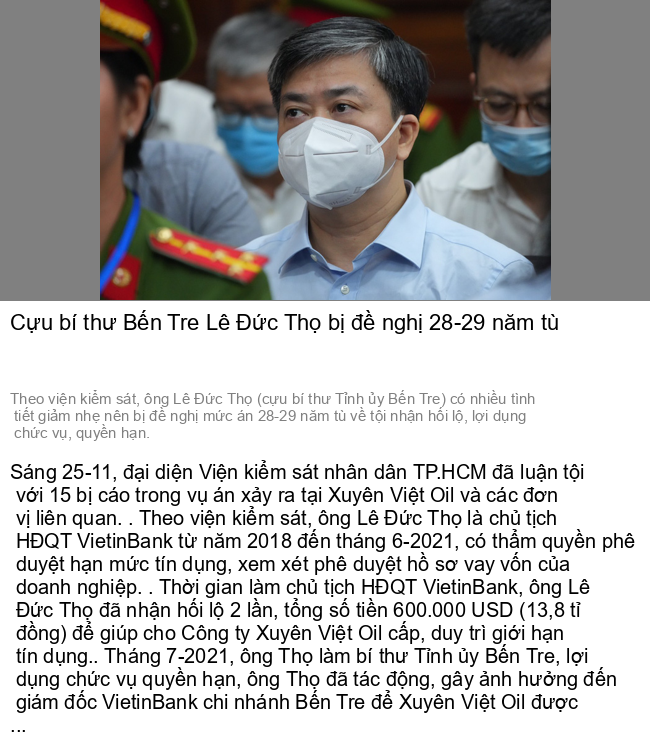 Cựu bí thư Bến Tre Lê Đức Thọ bị đề nghị 28-29 năm tù
Theo viện kiểm sát, ông Lê Đức Thọ (cựu bí thư Tỉnh ủy Bến Tre) có nhiều tình
tiết giảm nhẹ nên bị đề nghị mức án 28-29 năm tù về tội nhận hối lộ, lợi dụng
chức vụ, quyền hạn.
Sáng 25-11, đại diện Viện kiểm sát nhân dân TP.HCM đã luận tội
với 15 bị cáo trong vụ án xảy ra tại Xuyên Việt Oil và các đơn
vị liên quan. . Theo viện kiểm sát, ông Lê Đức Thọ là chủ tịch
HĐQT VietinBank từ năm 2018 đến tháng 6-2021, có thẩm quyền phê
duyệt hạn mức tín dụng, xem xét phê duyệt hồ sơ vay vốn của
doanh nghiệp. . Thời gian làm chủ tịch HĐQT VietinBank, ông Lê
Đức Thọ đã nhận hối lộ 2 lần, tổng số tiền 600.000 USD (13,8 tỉ
đồng) để giúp cho Công ty Xuyên Việt Oil cấp, duy trì giới hạn
tín dụng.. Tháng 7-2021, ông Thọ làm bí thư Tỉnh ủy Bến Tre, lợi
dụng chức vụ quyền hạn, ông Thọ đã tác động, gây ảnh hưởng đến
giám đốc VietinBank chi nhánh Bến Tre để Xuyên Việt Oil được
...